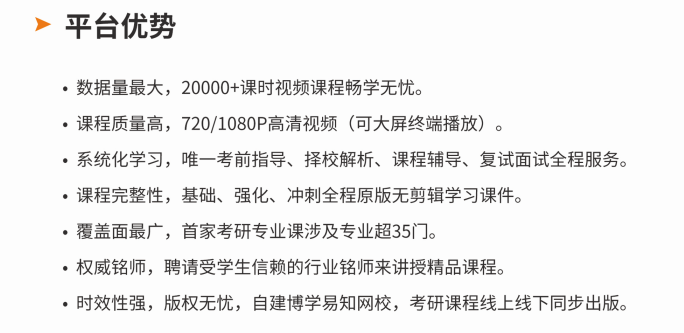 平台优势
• 数据量最大，20000+课时视频课程畅学无忧。
• 课程质量高，720/1080P高清视频（可大屏终端播放）。
• 系统化学习，唯一考前指导、择校解析、课程辅导、复试面试全程服务。
• 课程完整性，基础、强化、冲刺全程原版无剪辑学习课件。
• 覆盖面最广，首家考研专业课涉及专业超35门。
• 权威铭师，聘请受学生信赖的行业铭师来讲授精品课程。
• 时效性强，版权无忧，自建博学易知网校，考研课程线上线下同步出版。